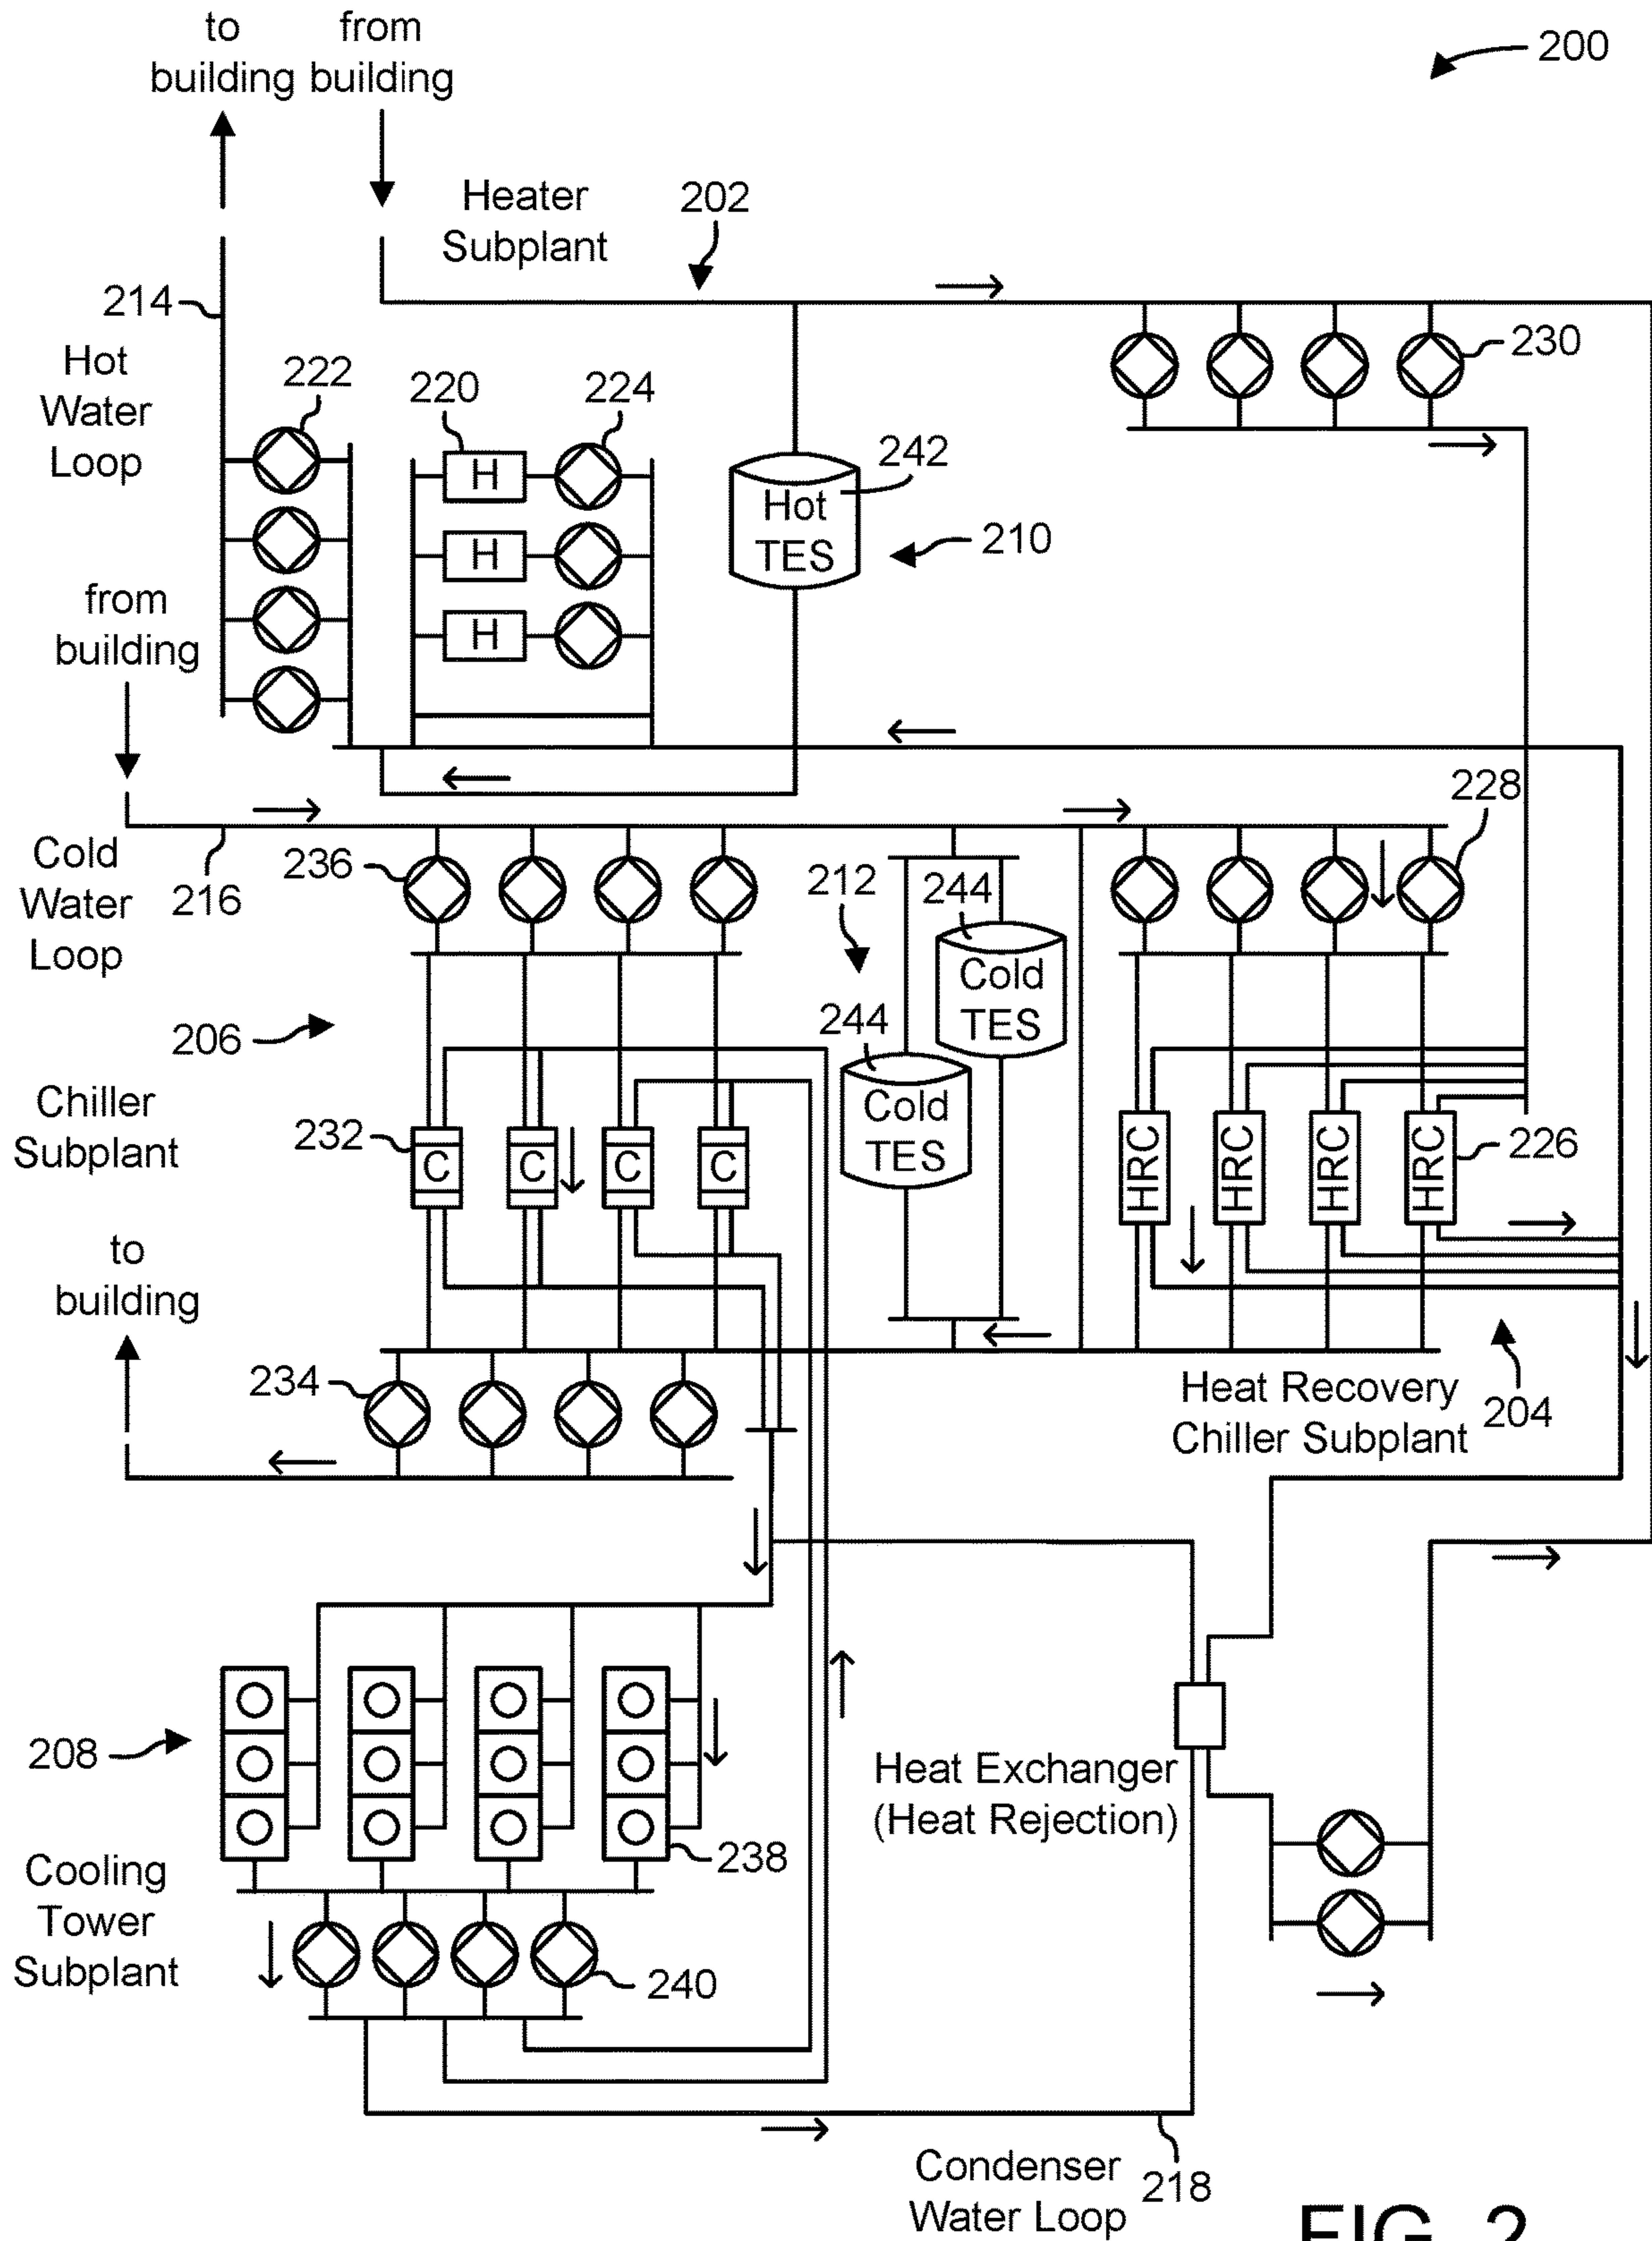 to
building
from
building
200
Heater
Subplant
202
214
Hot
Water
Loop
222
220
224
230
H
H
H
Hot
TES
242
210
from
building
228
Cold
Water
Loop
216
236
212
244
Cold
TES
244
Cold
TES
206
Chiller
Subplant
232
C
C
C
C
HRC
HRC
HRC
HRC
226
to
building
234
Heat Recovery
Chiller Subplant
204
208
Heat Exchanger
(Heat Rejection)
238
Cooling
Tower
Subplant
240
Condenser
Water Loop
218
FIG. 2